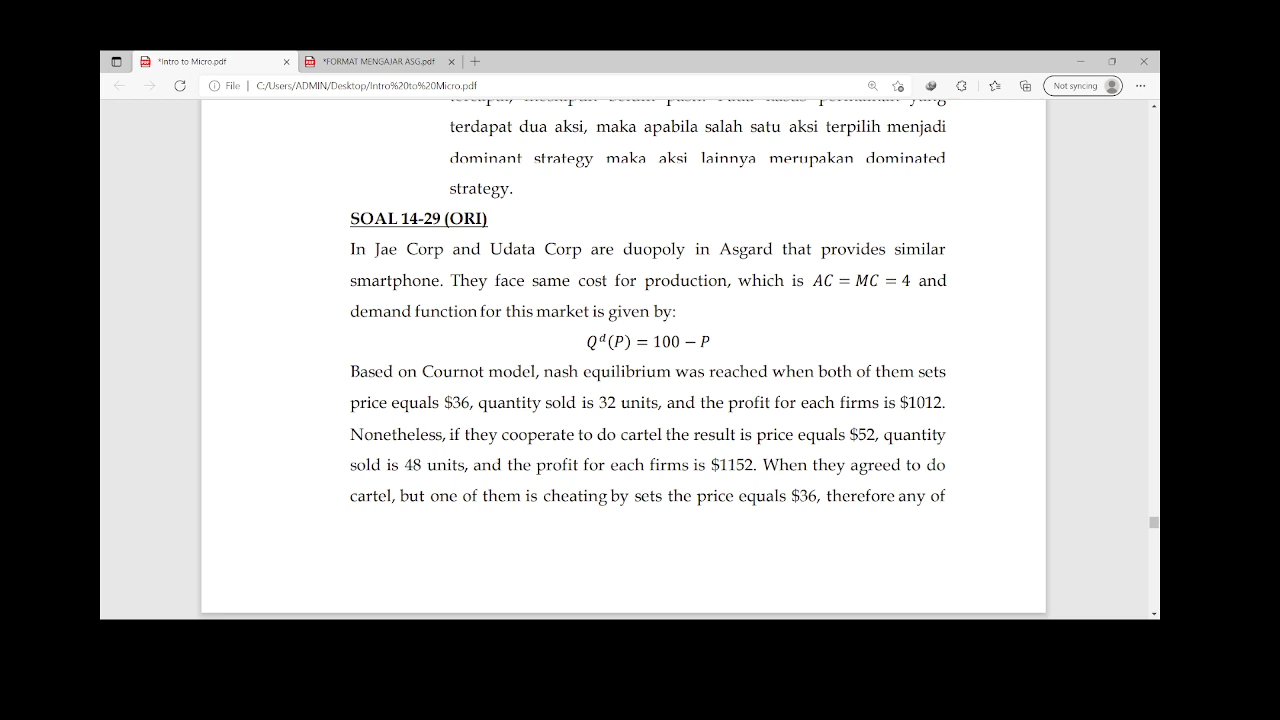 *Intro to Micro.pdf
*FORMAT MENGAJAR ASG.pdf
File | C:/Users/ADMIN/Desktop/Intro%20to%20Micro.pdf
Not syncing
terdapat dua aksi, maka apabila salah satu aksi terpilih menjadi
dominant strategy maka aksi lainnya merupakan dominated
strategy.
SOAL 14-29 (ORI)
In Jae Corp and Udata Corp are duopoly in Asgard that provides similar
smartphone. They face same cost for production, which is AC = MC = 4 and
demand function for this market is given by:
Qᵈ(P) = 100 − P
Based on Cournot model, nash equilibrium was reached when both of them sets
price equals $36, quantity sold is 32 units, and the profit for each firms is $1012.
Nonetheless, if they cooperate to do cartel the result is price equals $52, quantity
sold is 48 units, and the profit for each firms is $1152. When they agreed to do
cartel, but one of them is cheating by sets the price equals $36, therefore any of